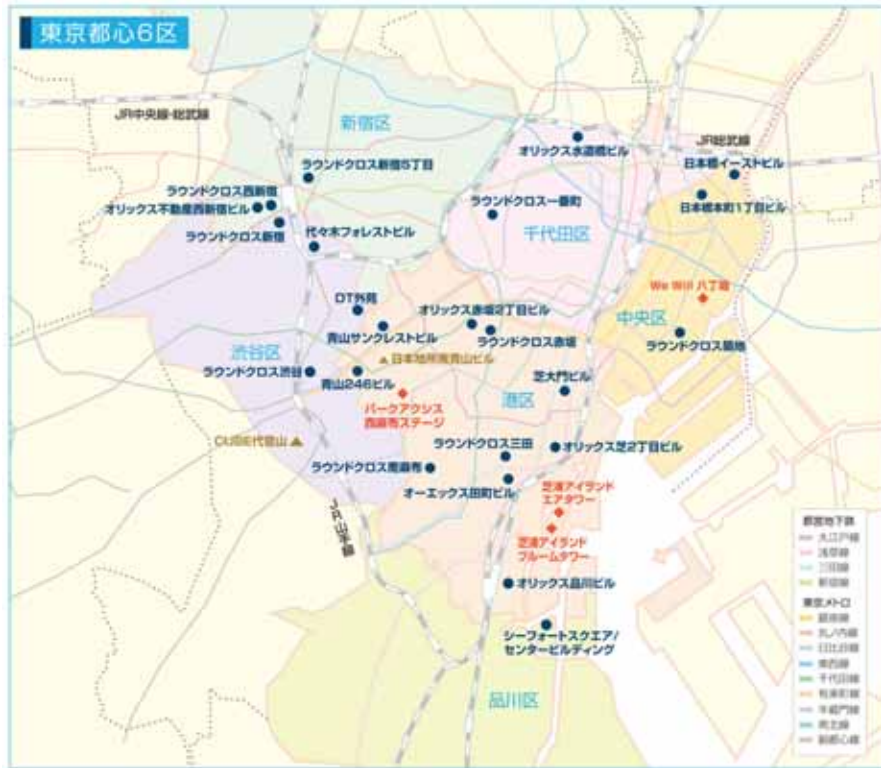 東京都心6区
JR中央線・総武線
新宿区
オリックス水道橋ビル
JR総武線
日本橋イーストビル
ラウンドクロス新宿5丁目
ラウンドクロス西新宿
オリックス不動産西新宿ビル
ラウンドクロス新宿
代々木フォレストビル
ラウンドクロス一番町
千代田区
日本橋本町1丁目ビル
We Will 八丁堀
中央区
ラウンドクロス築地
DT外苑
オリックス赤坂2丁目ビル
青山サンクレストビル
ラウンドクロス赤坂
渋谷区
日本地所南青山ビル
ラウンドクロス渋谷
青山246ビル
芝大門ビル
港区
パークアクシス
西麻布ステージ
CUBE代官山
ラウンドクロス三田
オリックス芝2丁目ビル
ラウンドクロス南麻布
オーエックス田町ビル
芝浦アイランド
エアタワー
芝浦アイランド
ブルームタワー
JR山手線
オリックス品川ビル
シーフォートスクエア/
センタービルディング
品川区
都営地下鉄
大江戸線
浅草線
三田線
新宿線
東京メトロ
銀座線
丸ノ内線
日比谷線
東西線
千代田線
有楽町線
半蔵門線
南北線
副都心線